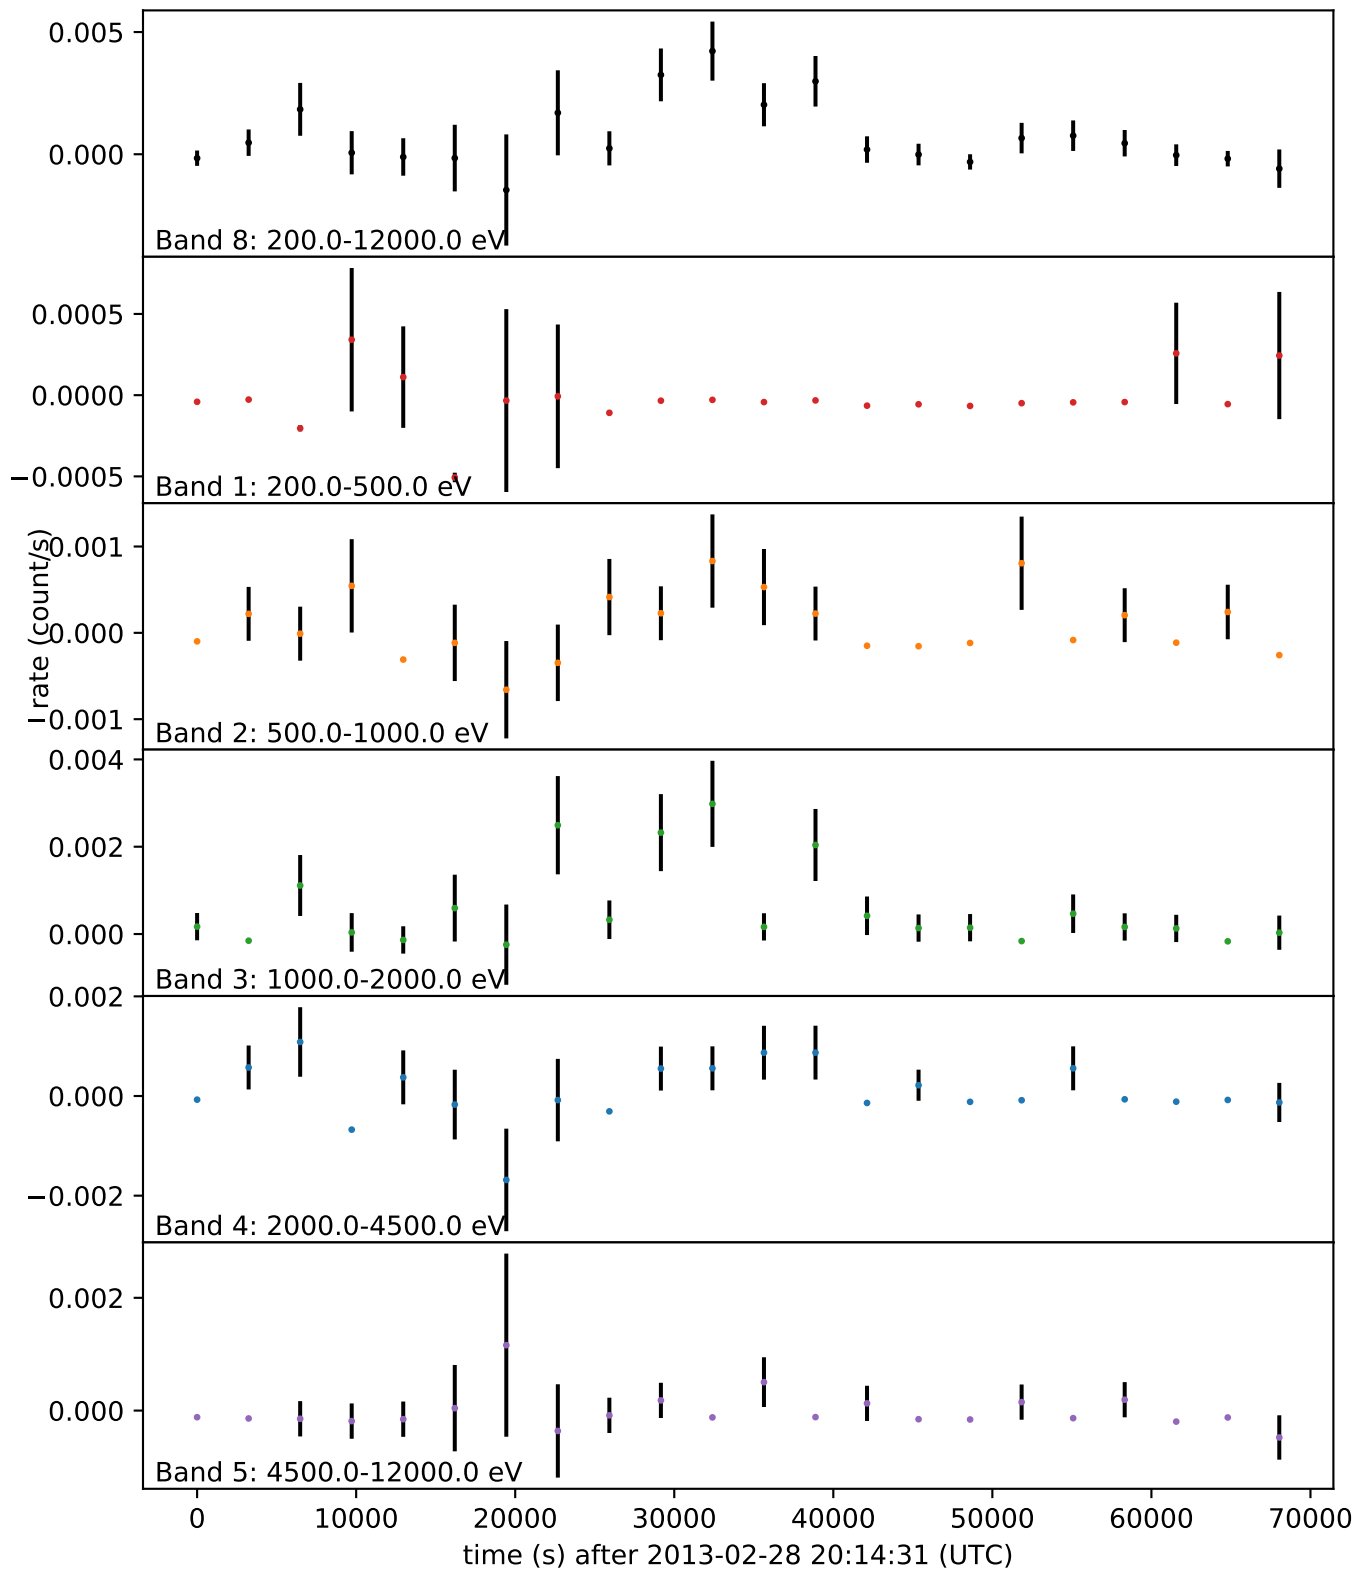 0.005
0.000
Band 8: 200.0-12000.0 eV
0.0005
0.0000
−0.0005
Band 1: 200.0-500.0 eV
rate (count/s)
0.001
0.000
−0.001
Band 2: 500.0-1000.0 eV
0.004
0.002
0.000
Band 3: 1000.0-2000.0 eV
0.002
0.000
−0.002
Band 4: 2000.0-4500.0 eV
0.002
0.000
Band 5: 4500.0-12000.0 eV
0 10000 20000 30000 40000 50000 60000 70000
time (s) after 2013-02-28 20:14:31 (UTC)